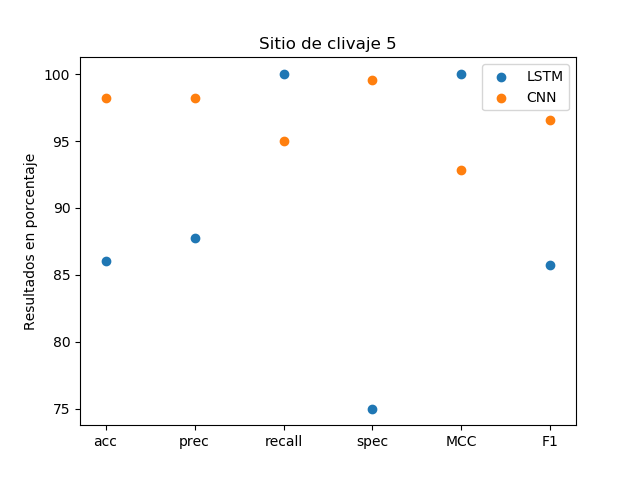 Sitio de clivaje 5
LSTM
CNN
Resultados en porcentaje
100
95
90
85
80
75
acc
prec
recall
spec
MCC
F1